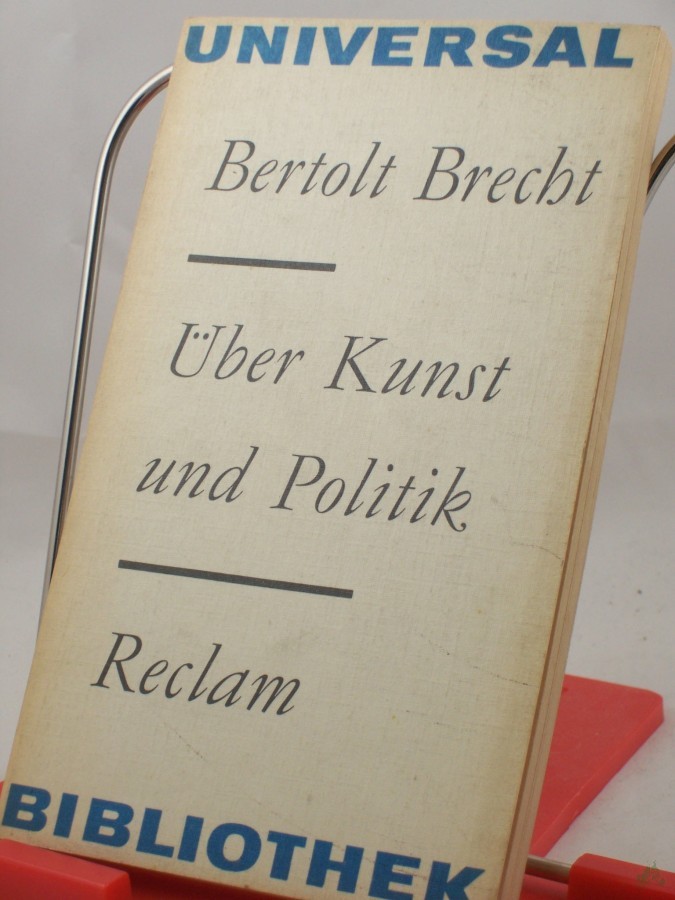 UNIVERSAL
Bertolt Brecht
Über Kunst
und Politik
Reclam
BIBLIOTHEK